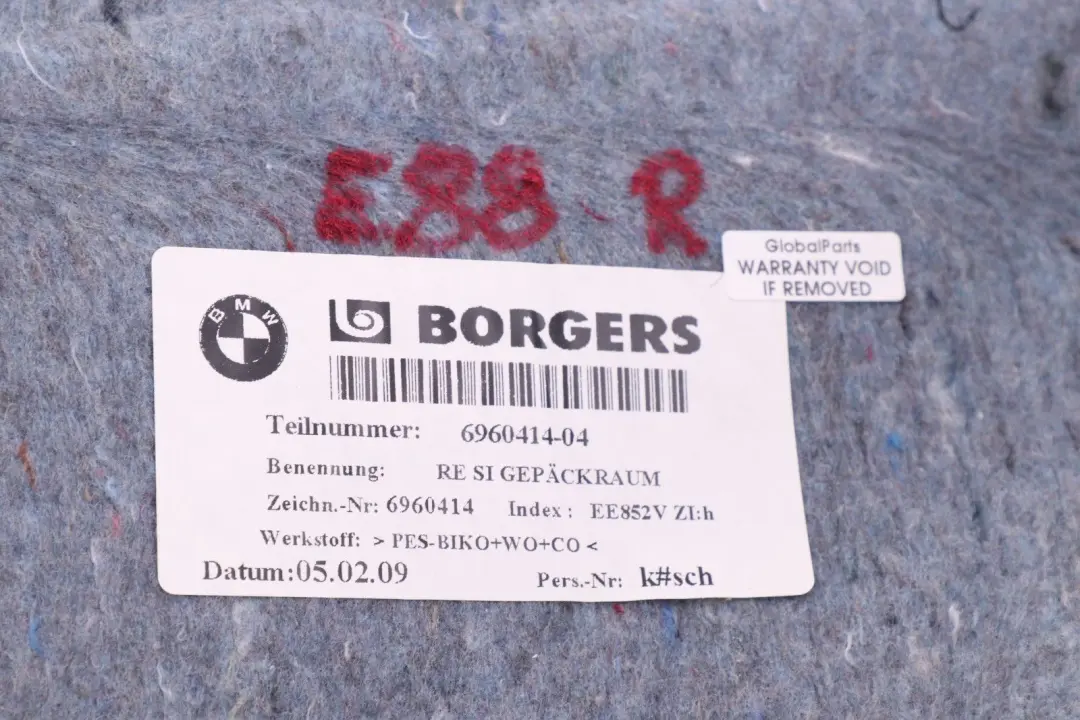 E88 R
GlobalParts
WARRANTY VOID
IF REMOVED
BMW
BORGERS
Teilnummer: 6960414-04
Benennung: RE SI GEPÄCKRAUM
Zeichn.-Nr: 6960414 Index: EE852V ZI:h
Werkstoff: > PES-BIKO+WO+CO <
Datum:05.02.09 Pers.-Nr: k#sch